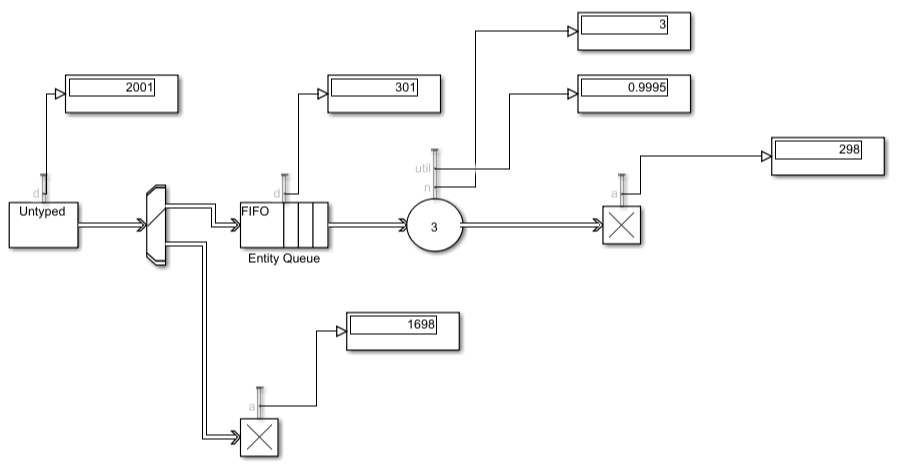 3
2001
301
0.9995
298
util
n
d
d
a
Untyped
FIFO
3
Entity Queue
1698
a